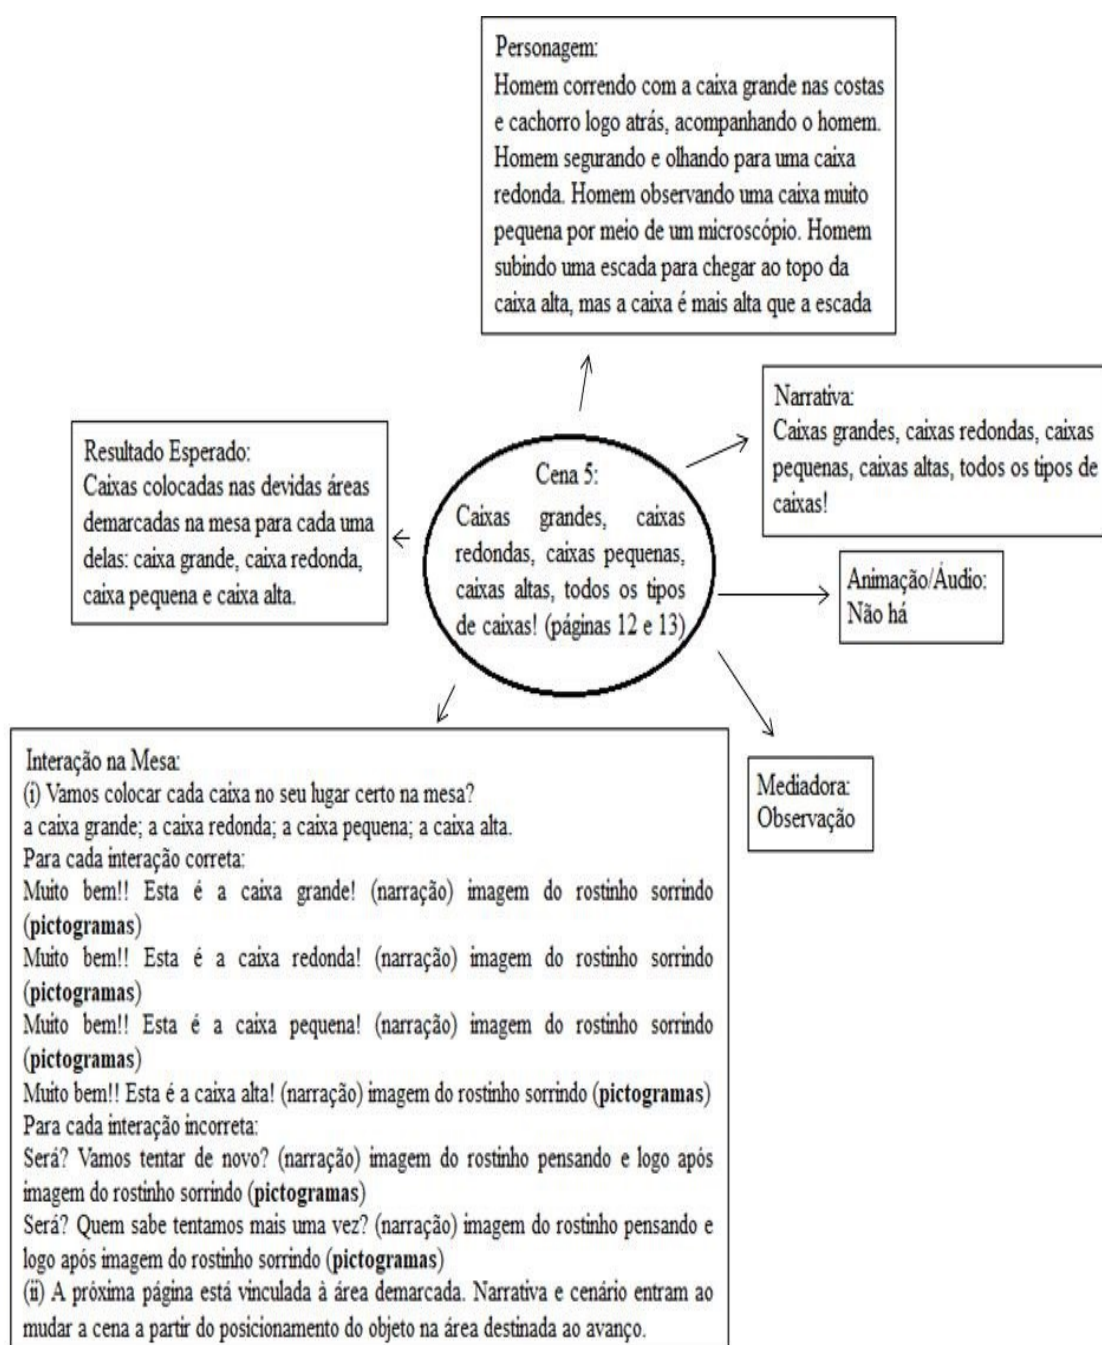 Personagem:
Homem correndo com a caixa grande nas costas
e cachorro logo atrás, acompanhando o homem.
Homem segurando e olhando para uma caixa
redonda. Homem observando uma caixa muito
pequena por meio de um microscópio. Homem
subindo uma escada para chegar ao topo da
caixa alta, mas a caixa é mais alta que a escada
Narrativa:
Caixas grandes, caixas redondas, caixas
pequenas, caixas altas, todos os tipos de
caixas!
Resultado Esperado:
Caixas colocadas nas devidas áreas
demarcadas na mesa para cada uma
delas: caixa grande, caixa redonda,
caixa pequena e caixa alta.
Cena 5:
Caixas grandes, caixas
redondas, caixas pequenas,
caixas altas, todos os tipos
de caixas! (páginas 12 e 13)
Animação/Áudio:
Não há
Mediadora:
Observação
Interação na Mesa:
(i) Vamos colocar cada caixa no seu lugar certo na mesa?
a caixa grande; a caixa redonda; a caixa pequena; a caixa alta.
Para cada interação correta:
Muito bem!! Esta é a caixa grande! (narração) imagem do rostinho sorrindo
(pictogramas)
Muito bem!! Esta é a caixa redonda! (narração) imagem do rostinho sorrindo
(pictogramas)
Muito bem!! Esta é a caixa pequena! (narração) imagem do rostinho sorrindo
(pictogramas)
Muito bem!! Esta é a caixa alta! (narração) imagem do rostinho sorrindo (pictogramas)
Para cada interação incorreta:
Será? Vamos tentar de novo? (narração) imagem do rostinho pensando e logo após
imagem do rostinho sorrindo (pictogramas)
Será? Quem sabe tentamos mais uma vez? (narração) imagem do rostinho pensando e
logo após imagem do rostinho sorrindo (pictogramas)
(ii) A próxima página está vinculada à área demarcada. Narrativa e cenário entram ao
mudar a cena a partir do posicionamento do objeto na área destinada ao avanço.